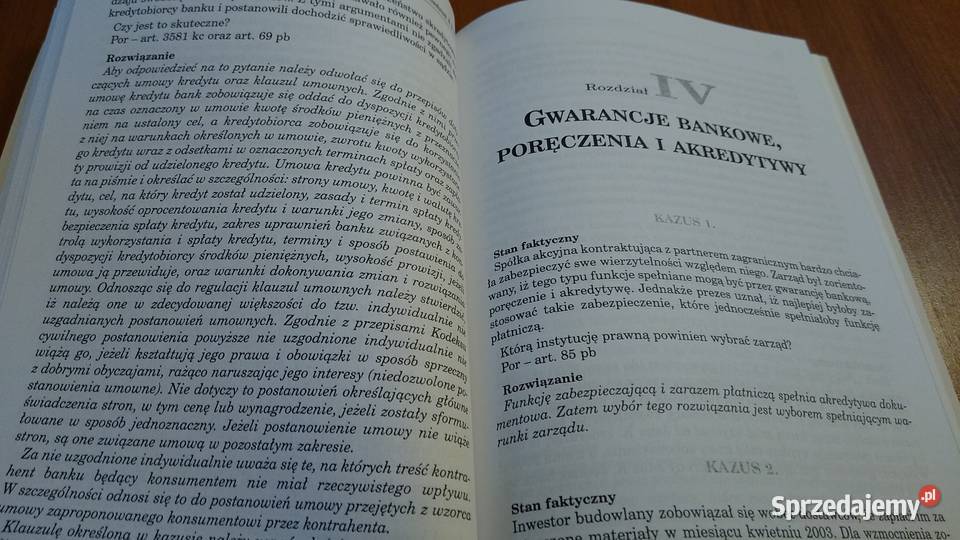 kredytobiorcy banku i postanowili dochodzić sprawiedliwości w
Czy jest to skuteczne?
Por – art. 3581 kc oraz art. 69 pb
Rozwiązanie
Aby odpowiedzieć na to pytanie należy odwołać się do przepisów
czących umowy kredytu oraz klauzul umownych. Zgodnie z nimi
umowę kredytu bank zobowiązuje się oddać do dyspozycji kredytobiorcy
na czas oznaczony w umowie kwotę środków pieniężnych z przeznacze-
niem na ustalony cel, a kredytobiorca zobowiązuje się do korzystania
z niej na warunkach określonych w umowie, zwrotu kwoty wykorzystane-
go kredytu wraz z odsetkami w oznaczonych terminach spłaty oraz
ty prowizji od udzielonego kredytu. Umowa kredytu powinna być
ta na piśmie i określać w szczególności: strony umowy, kwotę i walutę kre-
dytu, cel, na który kredyt został udzielony, zasady i termin spłaty
tu, wysokość oprocentowania kredytu i warunki jego zmiany, sposób za-
bezpieczenia spłaty kredytu, zakres uprawnień banku związanych z kon-
trolą wykorzystania i spłaty kredytu, terminy i sposób postawienia do
dyspozycji kredytobiorcy środków pieniężnych, wysokość prowizji, jeżeli
umowa ją przewiduje, oraz warunki dokonywania zmian i rozwiązania
umowy. Odnosząc się do regulacji klauzul umownych należy stwierdzić,
iż należą one w zdecydowanej większości do tzw. indywidualnie nie
uzgadnianych postanowień umownych. Zgodnie z przepisami Kodeksu
cywilnego postanowienia powyższe nie uzgodnione indywidualnie nie
wiążą go, jeżeli kształtują jego prawa i obowiązki w sposób sprzeczny
z dobrymi obyczajami, rażąco naruszając jego interesy (niedozwolone po-
stanowienia umowne). Nie dotyczy to postanowień określających główne
świadczenia stron, w tym cenę lub wynagrodzenie, jeżeli zostały sformu-
łowane w sposób jednoznaczny. Jeżeli postanowienie umowy nie wiąże
stron, są one związane umową w pozostałym zakresie.
Za nie uzgodnione indywidualnie uważa się te, na których treść kontra-
hent banku będący konsumentem nie miał rzeczywistego wpływu.
W szczególności odnosi się to do postanowień umowy przejętych z wzorca
umowy zaproponowanego konsumentowi przez kontrahenta.
Klauzulę określoną w kazusie należy
Rozdział IV
GWARANCJE BANKOWE,
PORĘCZENIA I AKREDYTYWY
KAZUS 1.
Stan faktyczny
Spółka akcyjna kontraktująca z partnerem zagranicznym bardzo chcia-
ła zabezpieczyć swe wierzytelności względem niego. Zarząd był zoriento-
wany, iż tego typu funkcje spełniane mogą być przez gwarancję bankową,
poręczenie i akredytywę. Jednakże prezes uznał, iż najlepiej byłoby za-
stosować takie zabezpieczenie, które jednocześnie spełniałoby funkcję
płatniczą.
Którą instytucję prawną powinien wybrać zarząd?
Por – art. 85 pb
Rozwiązanie
Funkcję zabezpieczającą i zarazem płatniczą spełnia akredytywa doku-
mentowa. Zatem wybór tego rozwiązania jest wyborem spełniającym wa-
runki zarządu.
KAZUS 2.
Stan faktyczny
Inwestor budowlany zobowiązał się wobec dostawców, że zapłaci im za
materiały w miesiącu kwietniu 2003. Dla wzmocnienia zo-
Sprzedajemy.pl